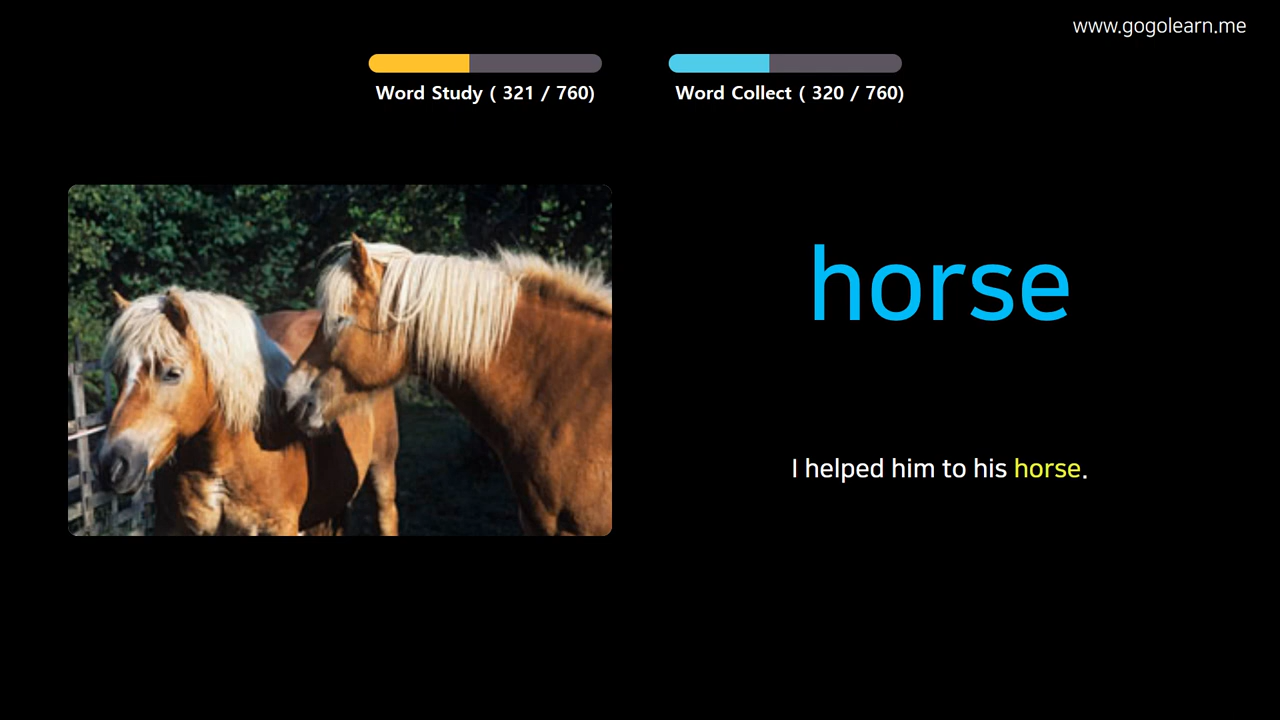 www.gogolearn.me
Word Study ( 321 / 760)
Word Collect ( 320 / 760)
horse
I helped him to his horse.